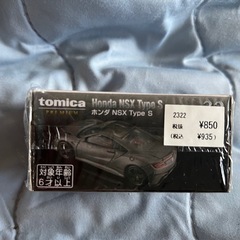 tomica
PREMIUM
Honda NSX Type S
ホンダ NSX Type S
2322
税抜 ¥850
(税込 ¥935)
対象年齢
6才以上